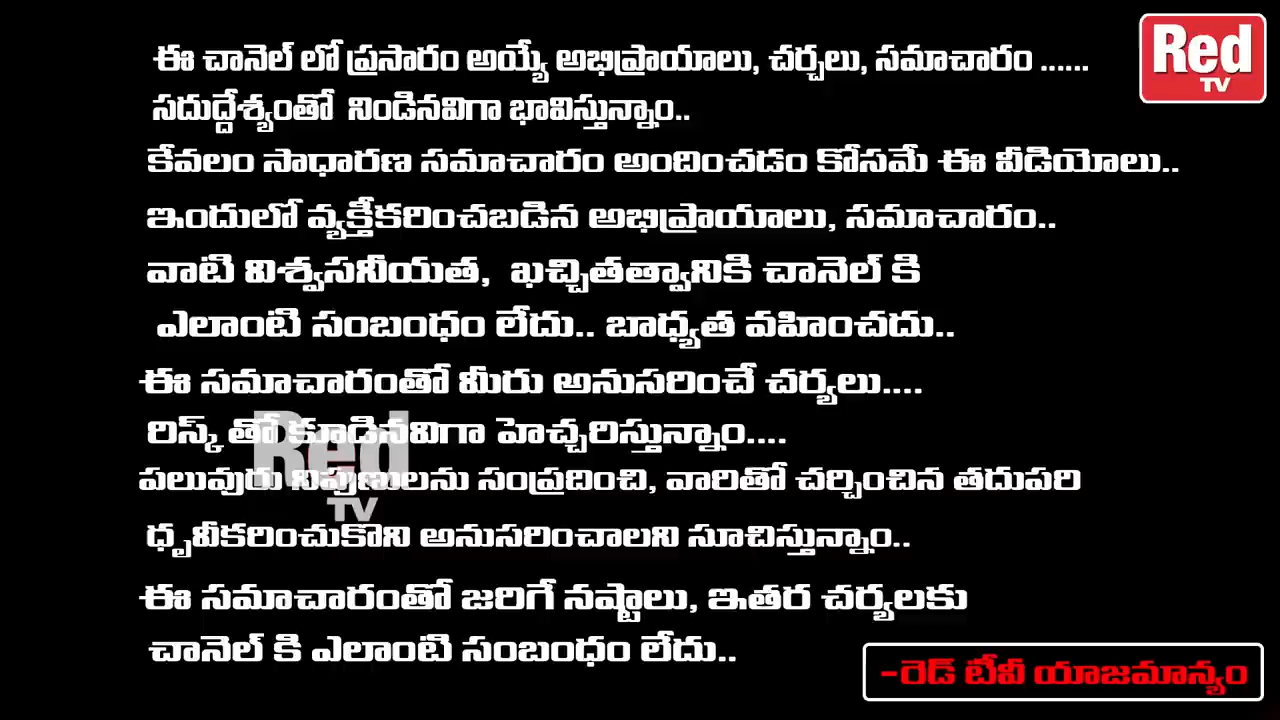 Red
TV
ఈ చానెల్ లో ప్రసారం అయ్యే అభిప్రాయాలు, చర్చలు, సమాచారం ......
సదుద్దేశ్యంతో నిండినవిగా భావిస్తున్నాం..
కేవలం సాధారణ సమాచారం అందించడం కోసమే ఈ వీడియోలు..
ఇందులో వ్యక్తీకరించబడిన అభిప్రాయాలు, సమాచారం..
వాటి విశ్వసనీయత, ఖచ్చితత్వానికి చానెల్ కి
ఎలాంటి సంబంధం లేదు.. బాధ్యత వహించదు..
ఈ సమాచారంతో మీరు అనుసరించే చర్యలు....
రిస్క్ తో కూడినవిగా హెచ్చరిస్తున్నాం....
పలువురు నిపుణులను సంప్రదించి, వారితో చర్చించిన తదుపరి
ధృవీకరించుకొని అనుసరించాలని సూచిస్తున్నాం..
ఈ సమాచారంతో జరిగే నష్టాలు, ఇతర చర్యలకు
చానెల్ కి ఎలాంటి సంబంధం లేదు..
-రెడ్ టీవీ యాజమాన్యం
Red
TV